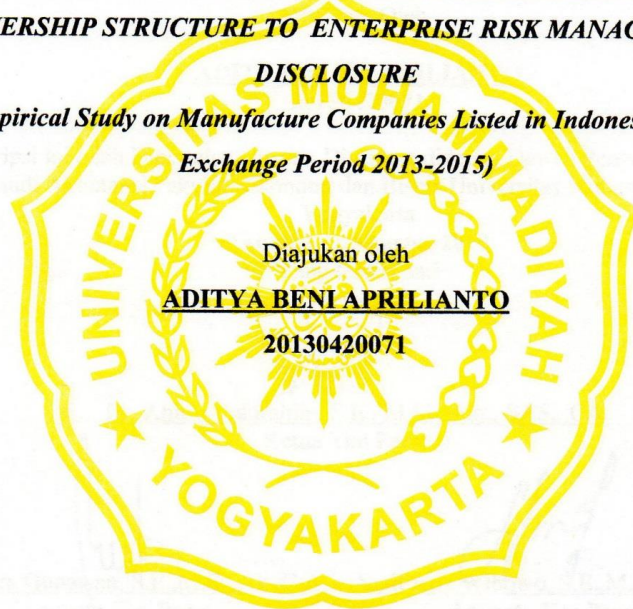 ERSHIP STRUCTURE TO ENTERPRISE RISK MANAG
DISCLOSURE
pirical Study on Manufacture Companies Listed in Indones
Exchange Period 2013-2015)
Diajukan oleh
ADITYA BENI APRILIANTO
20130420071
UNIVERSITAS MUHAMMADIYAH
YOGYAKARTA